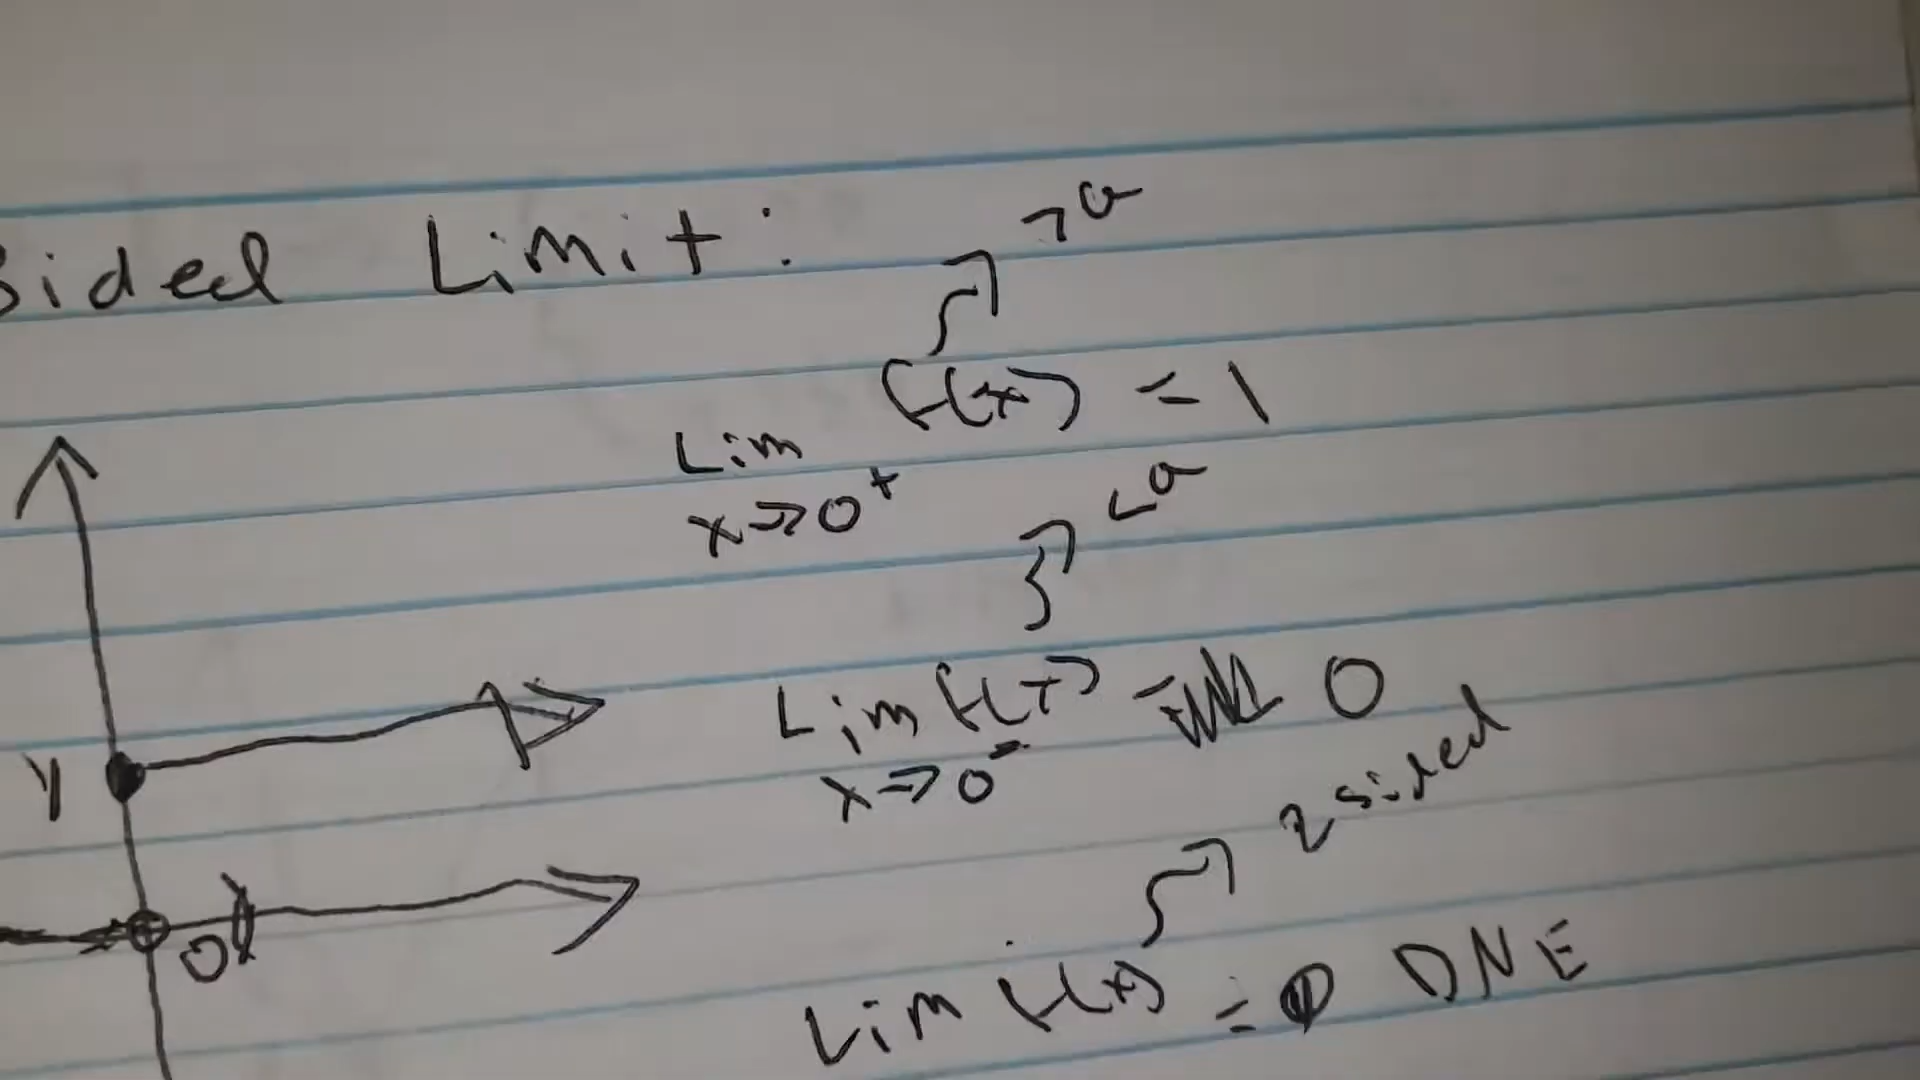 sided Limit:
>a
f(x) = 1
Lim
x→0+
<a
Lim f(x) = 0
x→0-
2 sided
1
0
Lim f(x) = DNE